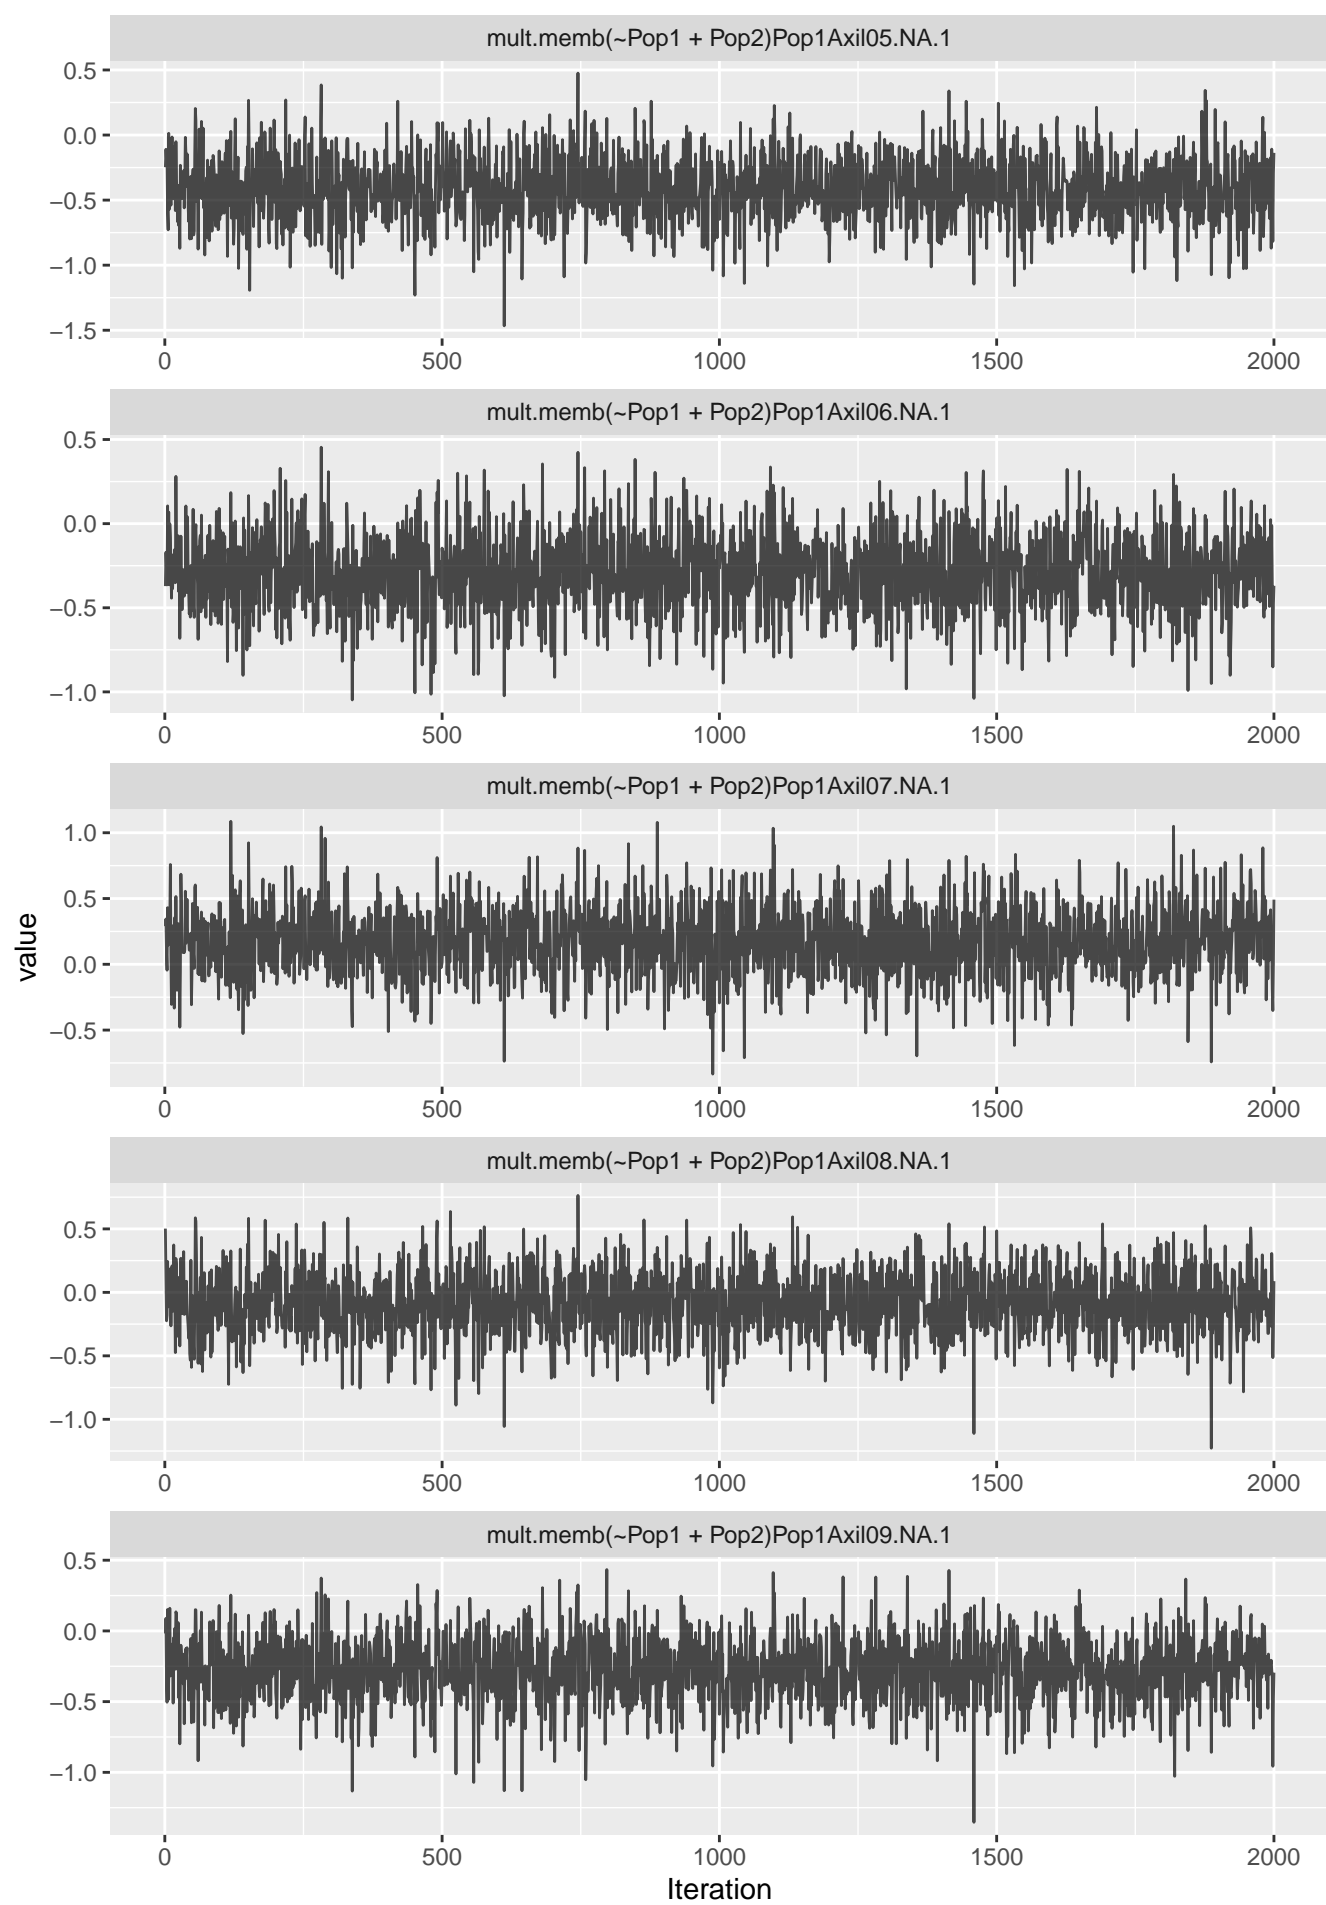 mult.memb(~Pop1 + Pop2)Pop1Axil05.NA.1
0.5
0.0
−0.5
−1.0
−1.5
0 500 1000 1500 2000
mult.memb(~Pop1 + Pop2)Pop1Axil06.NA.1
0.5
0.0
−0.5
−1.0
0 500 1000 1500 2000
mult.memb(~Pop1 + Pop2)Pop1Axil07.NA.1
1.0
0.5
0.0
−0.5
0 500 1000 1500 2000
value
mult.memb(~Pop1 + Pop2)Pop1Axil08.NA.1
0.5
0.0
−0.5
−1.0
0 500 1000 1500 2000
mult.memb(~Pop1 + Pop2)Pop1Axil09.NA.1
0.5
0.0
−0.5
−1.0
0 500 1000 1500 2000
Iteration